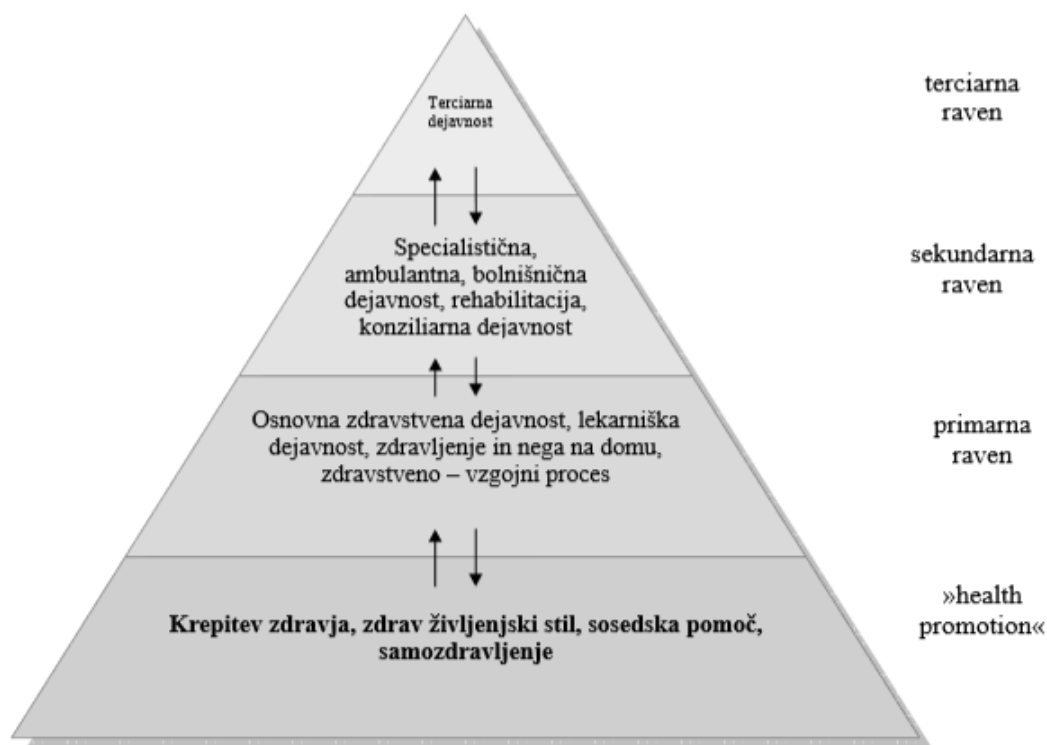 Terciarna
dejavnost
terciarna
raven
Specialistična,
ambulantna, bolnišnična
dejavnost, rehabilitacija,
konziliarna dejavnost
sekundarna
raven
Osnovna zdravstvena dejavnost, lekarniška
dejavnost, zdravljenje in nega na domu,
zdravstveno – vzgojni proces
primarna
raven
Krepitev zdravja, zdrav življenjski stil, sosedska pomoč,
samozdravljenje
»health
promotion«